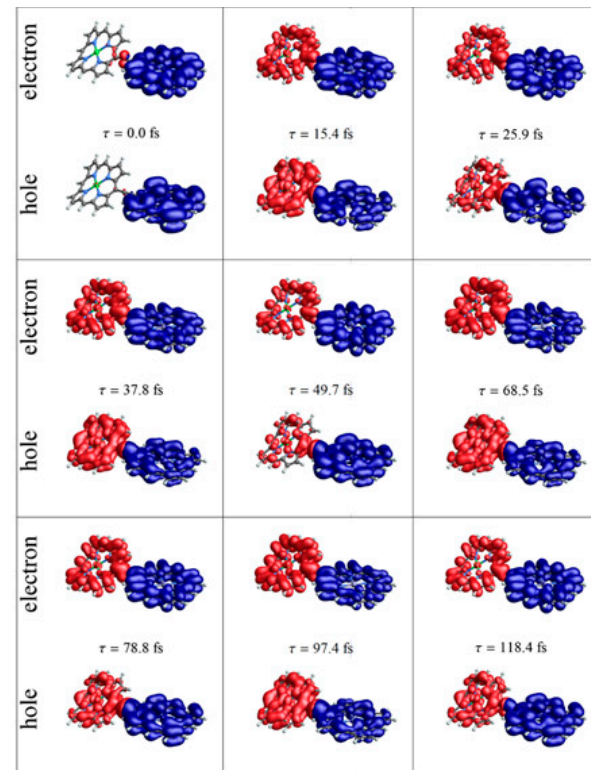 electron
τ = 0.0 fs
τ = 15.4 fs
τ = 25.9 fs
hole
electron
τ = 37.8 fs
τ = 49.7 fs
τ = 68.5 fs
hole
electron
τ = 78.8 fs
τ = 97.4 fs
τ = 118.4 fs
hole